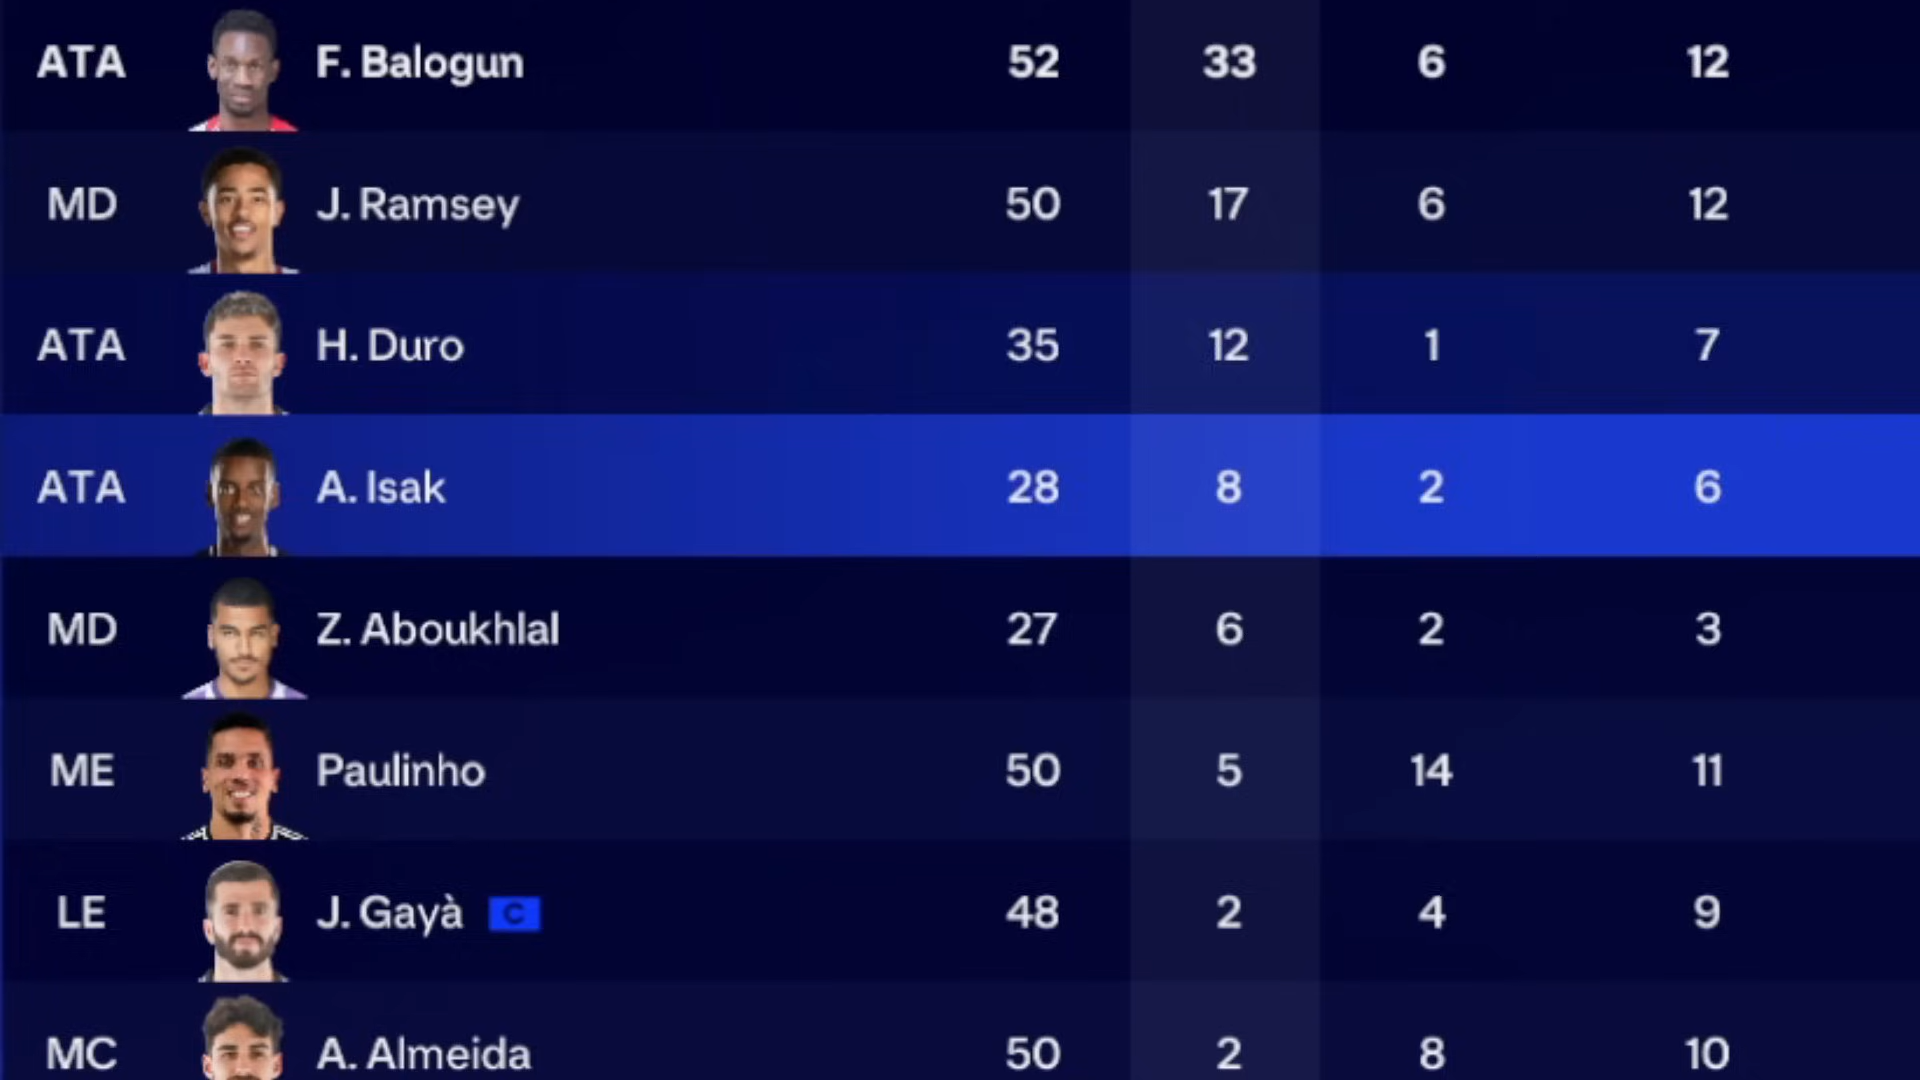 ATA F. Balogun 52 33 6 12
MD J. Ramsey 50 17 6 12
ATA H. Duro 35 12 1 7
ATA A. Isak 28 8 2 6
MD Z. Aboukhlal 27 6 2 3
ME Paulinho 50 5 14 11
LE J. Gayà C 48 2 4 9
MC A. Almeida 50 2 8 10